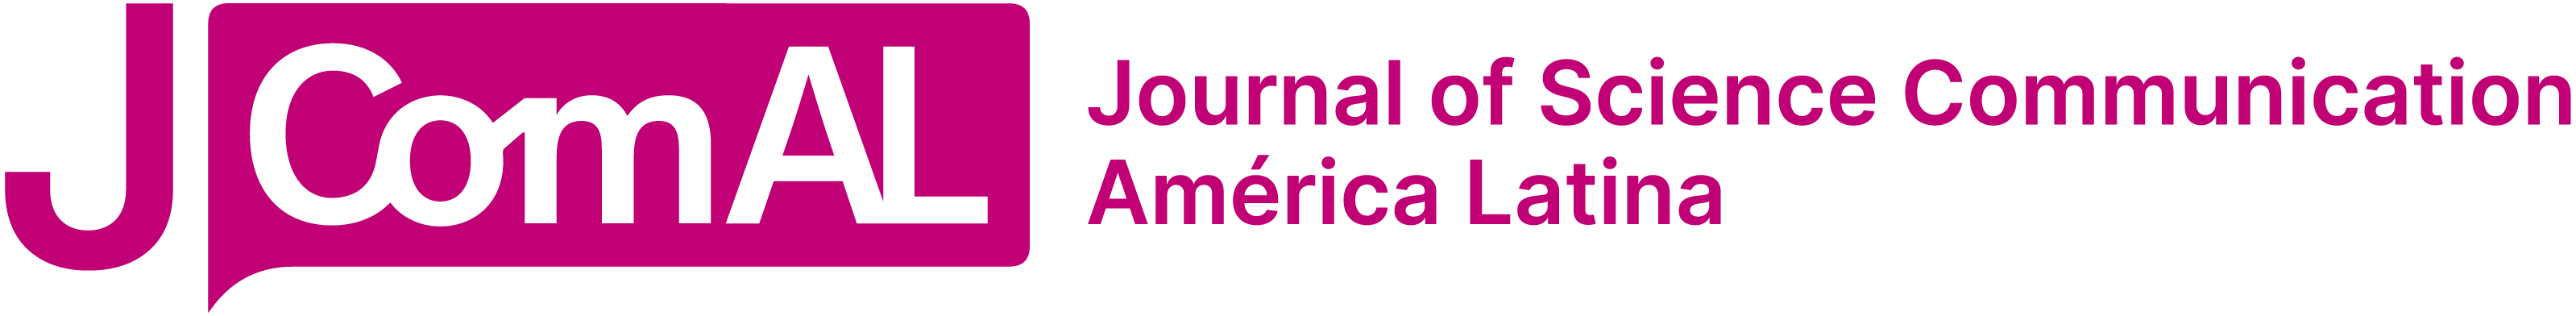 JComAL
Journal of Science Communication
América Latina